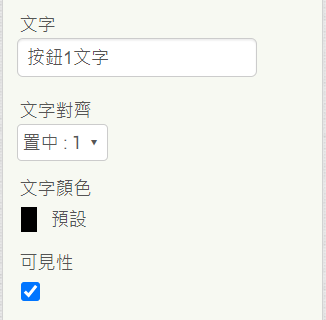 文字
按鈕1文字
文字對齊
置中 : 1
文字顏色
預設
可見性